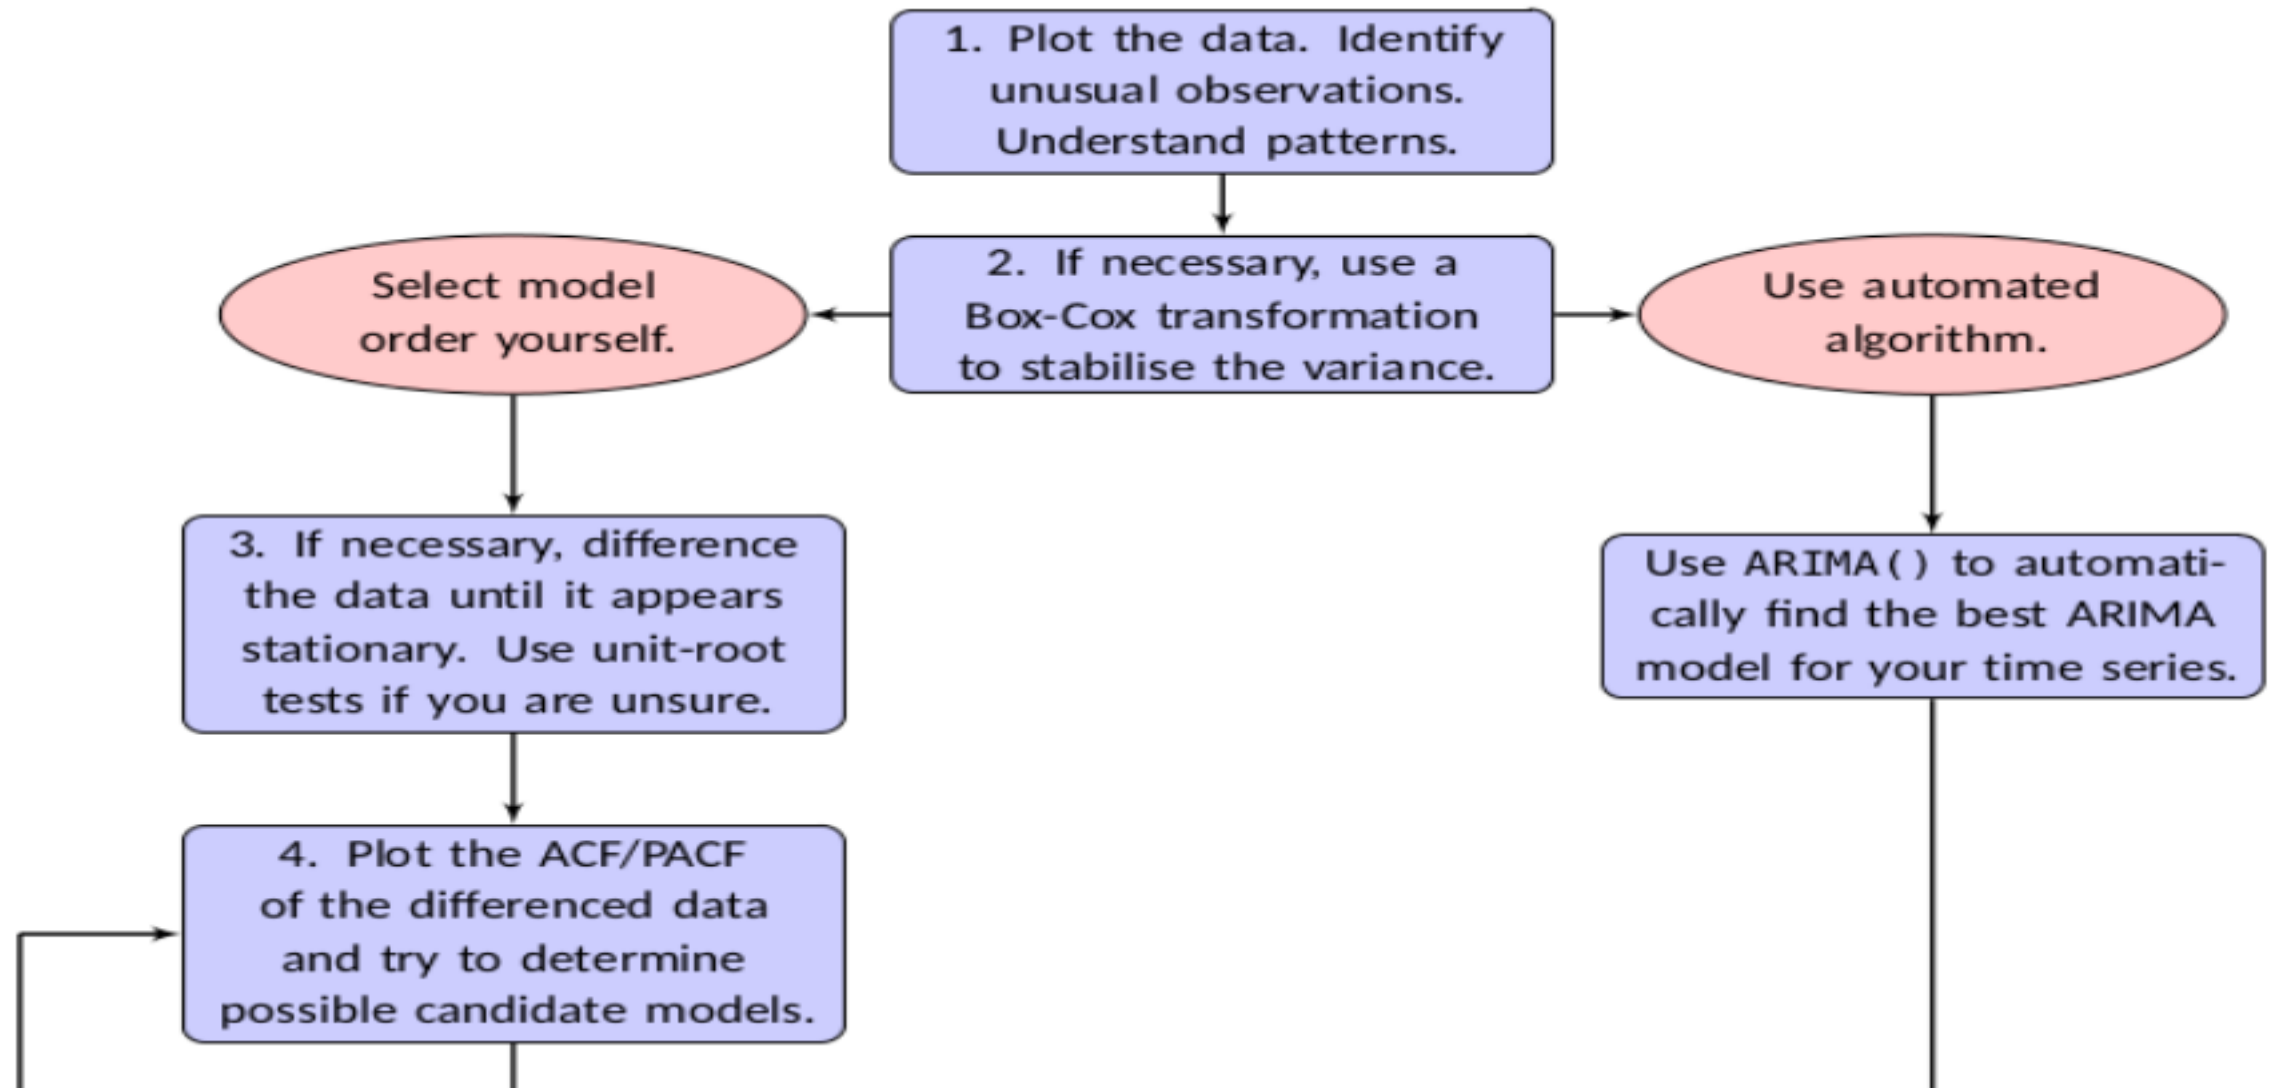 1. Plot the data. Identify
unusual observations.
Understand patterns.
Select model
order yourself.
2. If necessary, use a
Box-Cox transformation
to stabilise the variance.
Use automated
algorithm.
3. If necessary, difference
the data until it appears
stationary. Use unit-root
tests if you are unsure.
Use ARIMA() to automati-
cally find the best ARIMA
model for your time series.
4. Plot the ACF/PACF
of the differenced data
and try to determine
possible candidate models.